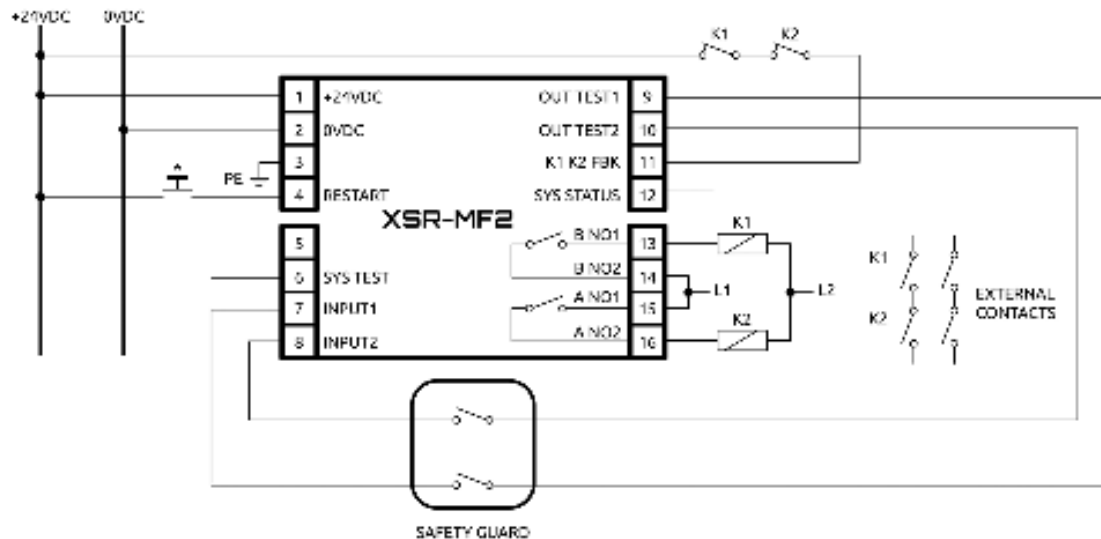 +24VDC 0VDC
K1 K2
1 +24VDC OUT TEST1 9
2 0VDC OUT TEST2 10
PE 3 K1 K2 FBK 11
4 RESTART SYS STATUS 12
XSR-MF2
5 B NO1 13 K1
6 SYS TEST B NO2 14
7 INPUT1 A NO1 15
8 INPUT2 A NO2 16 K2
L1 L2
K1
K2
EXTERNAL
CONTACTS
SAFETY GUARD